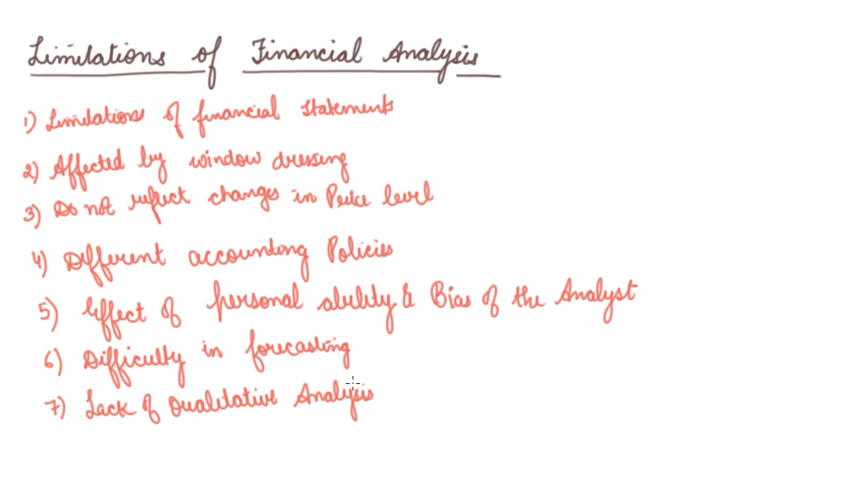 Limitations of Financial Analysis
1) Limitations of financial Statements
2) Affected by window dressing
3) Do not reflect changes in Price level
4) Different accounting Policies
5) Effect of personal ability & Bias of the Analyst
6) Difficulty in forecasting
7) Lack of Qualitative Analysis